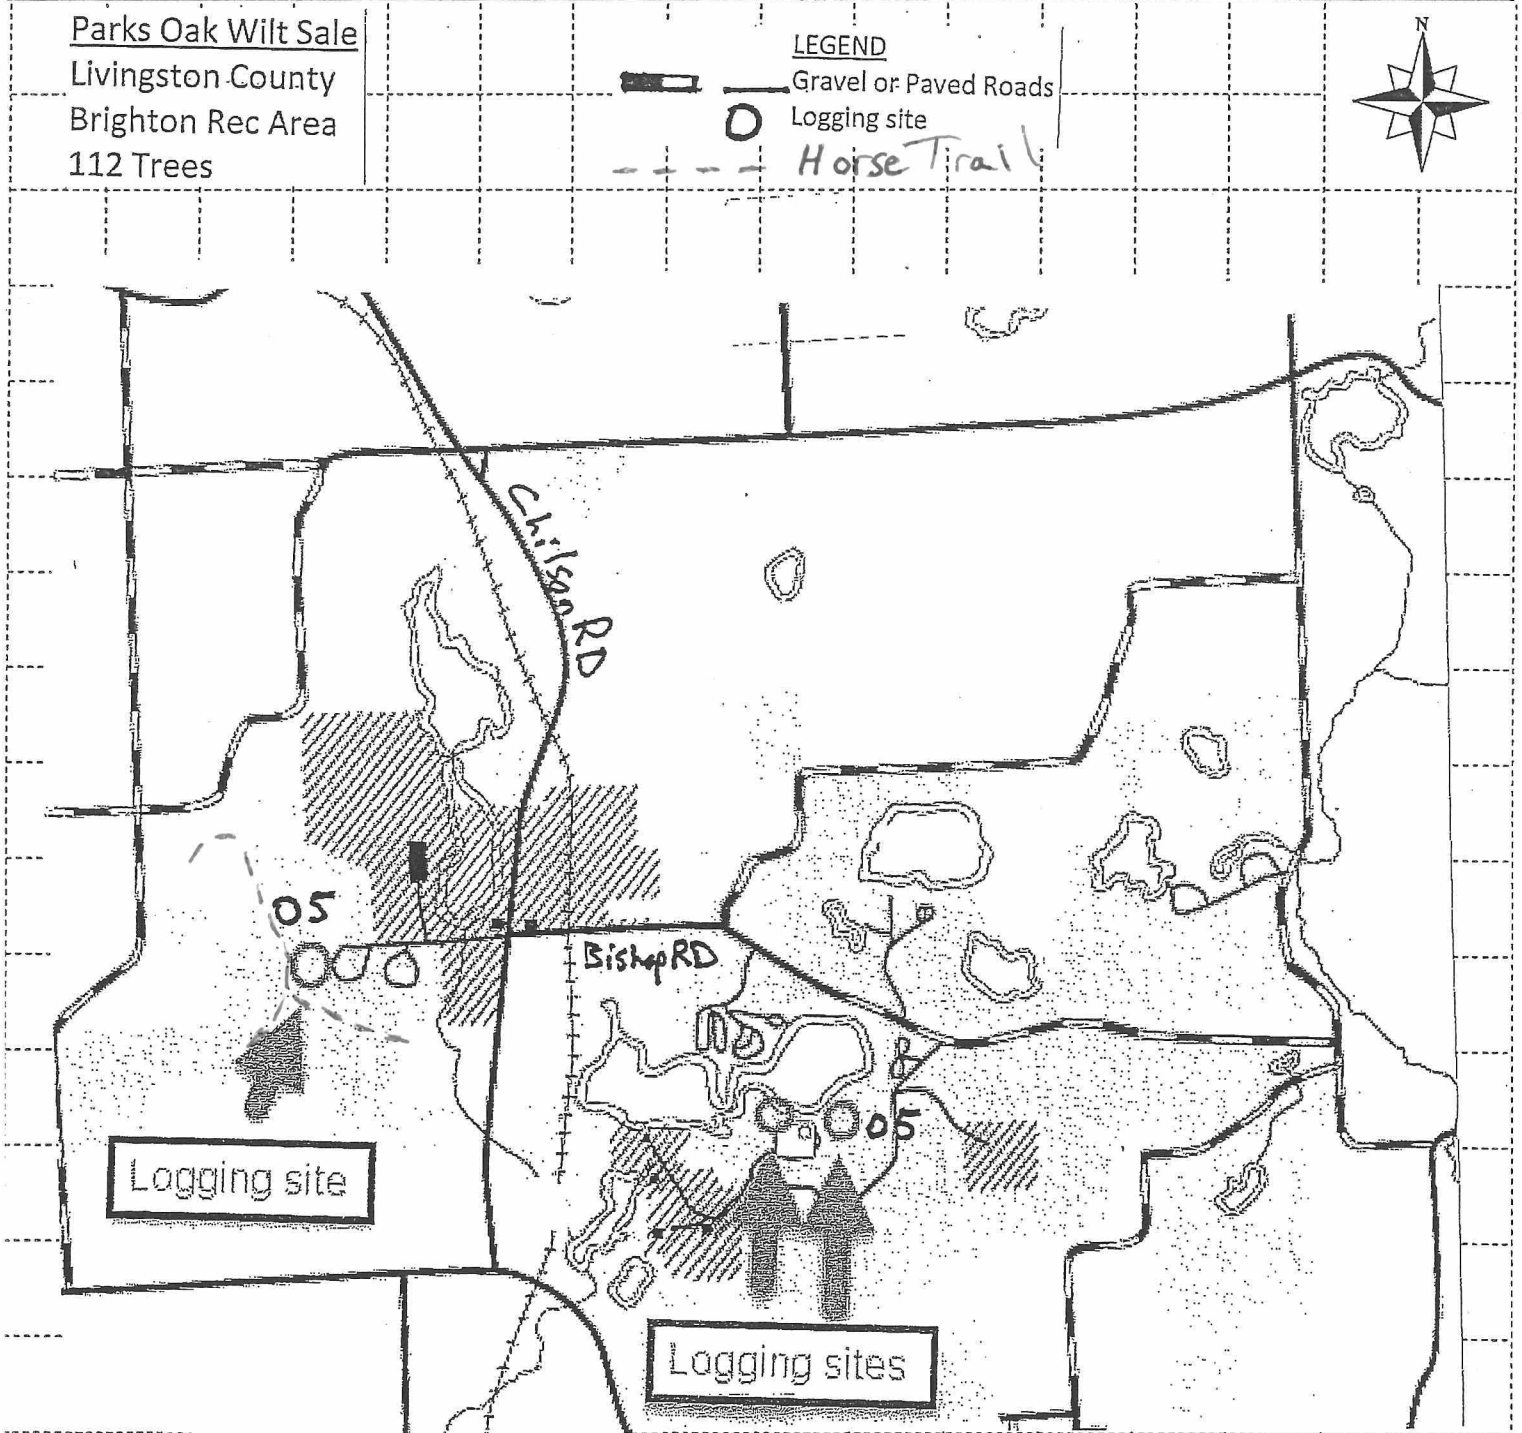 Parks Oak Wilt Sale
Livingston County
Brighton Rec Area
112 Trees
LEGEND
Gravel or Paved Roads
Logging site
Horse Trail
N
Chilson RD
05
Bishop RD
05
Logging site
Logging sites